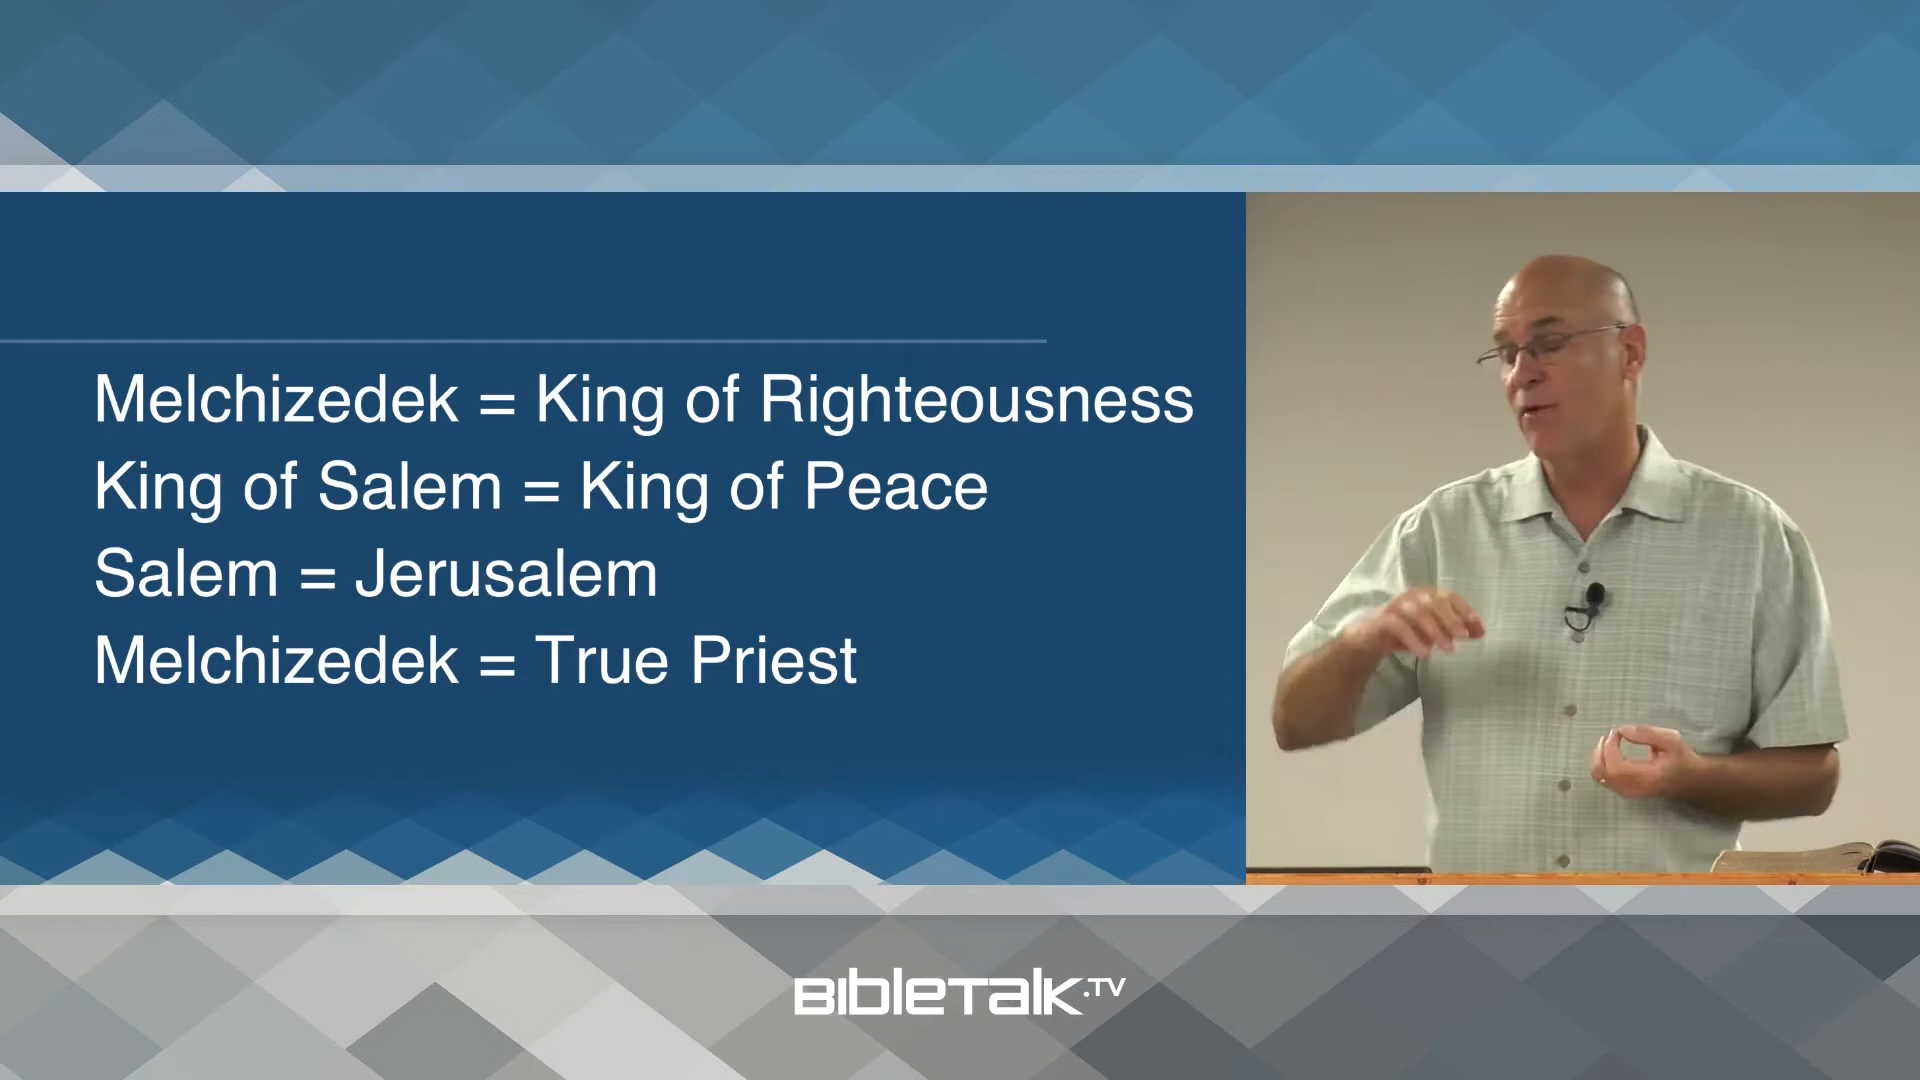 Melchizedek = King of Righteousness
King of Salem = King of Peace
Salem = Jerusalem
Melchizedek = True Priest
BIBLETALK.TV